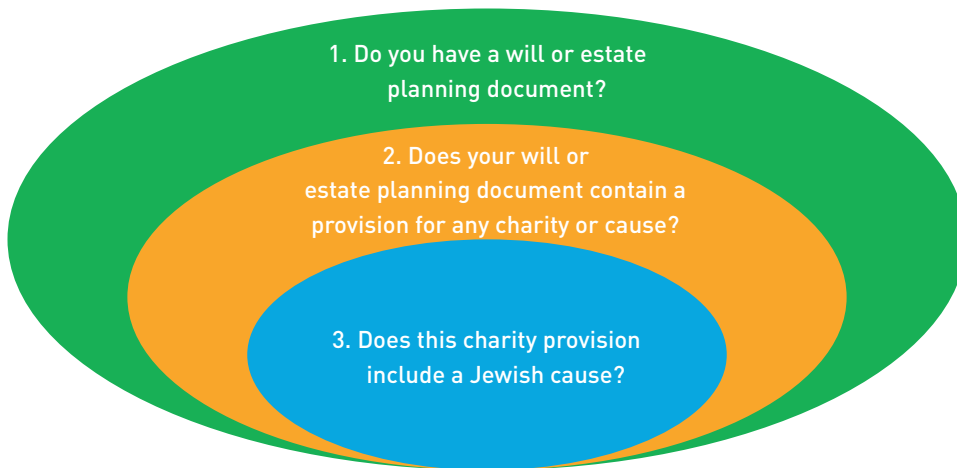 1. Do you have a will or estate
planning document?
2. Does your will or
estate planning document contain a
provision for any charity or cause?
3. Does this charity provision
include a Jewish cause?